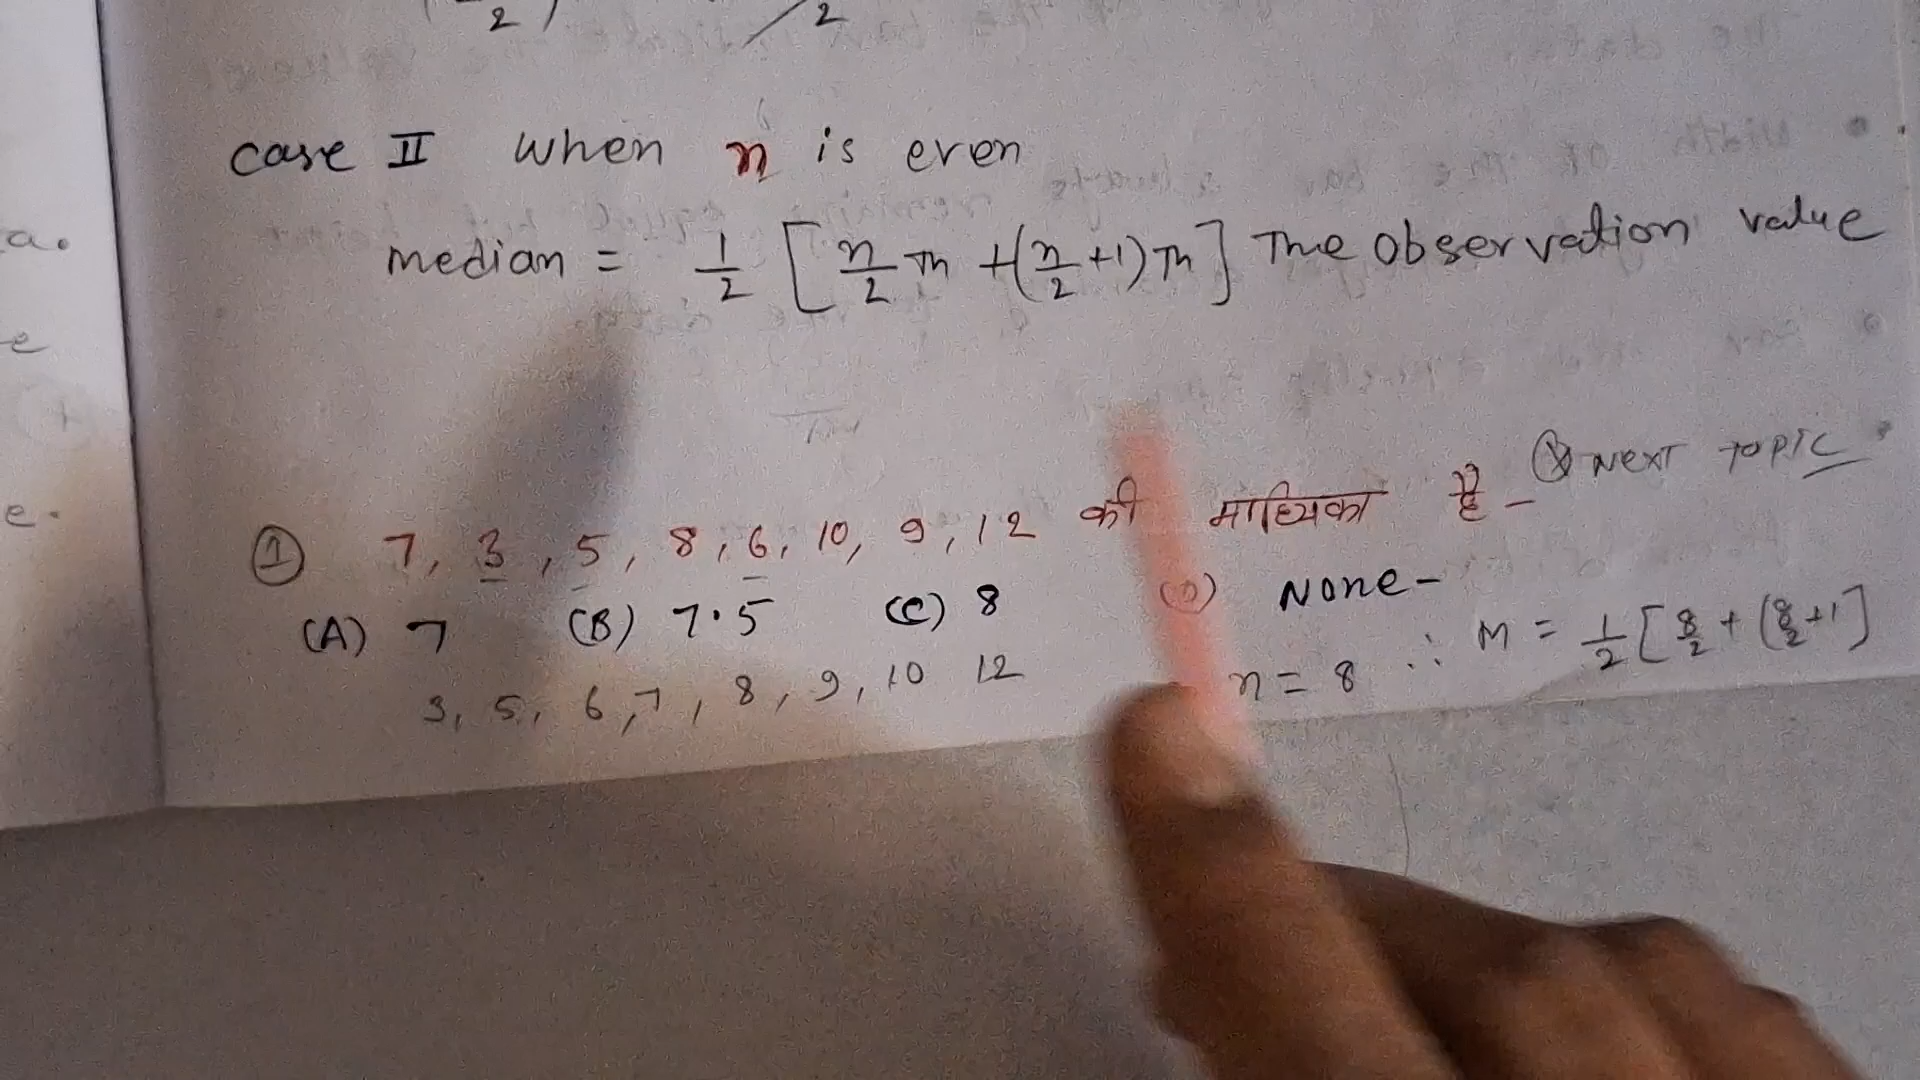 2) / 2
case II when n is even
median = 1/2 [n/2 Th + (n/2 +1) Th] The Observation value
* NEXT TOPIC
① 7, 3, 5, 8, 6, 10, 9, 12 की माध्यिका है -
(A) 7 (B) 7.5 (C) 8 (D) None -
3, 5, 6, 7, 8, 9, 10 12 n = 8 ∴ M = 1/2 [8/2 + (8/2 +1]